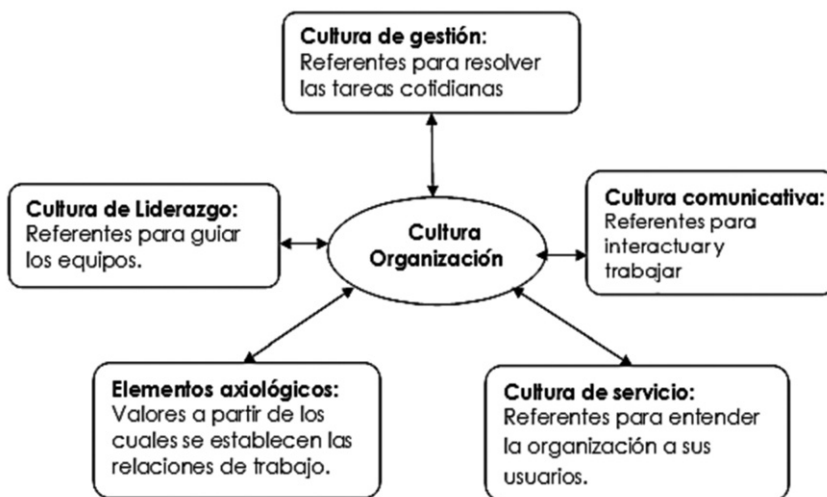 Cultura de gestión:
Referentes para resolver
las tareas cotidianas
Cultura de Liderazgo:
Referentes para guiar
los equipos.
Cultura
Organización
Cultura comunicativa:
Referentes para
interactuar y
trabajar
Elementos axiológicos:
Valores a partir de los
cuales se establecen las
relaciones de trabajo.
Cultura de servicio:
Referentes para entender
la organización a sus
usuarios.